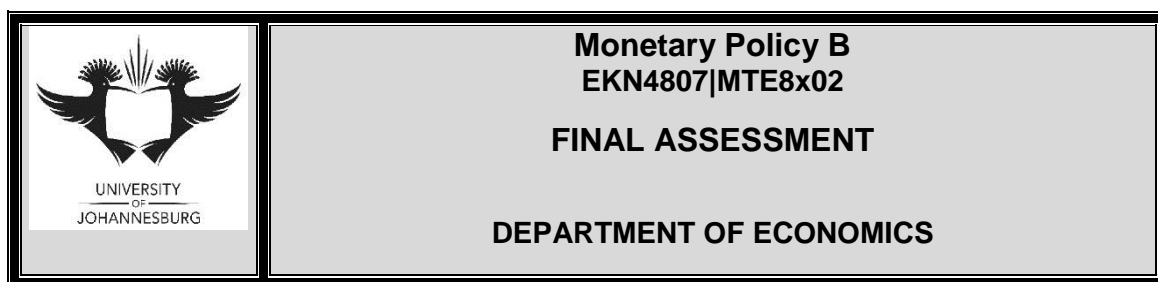 UNIVERSITY
OF
JOHANNESBURG
Monetary Policy B
EKN4807|MTE8x02
FINAL ASSESSMENT
DEPARTMENT OF ECONOMICS